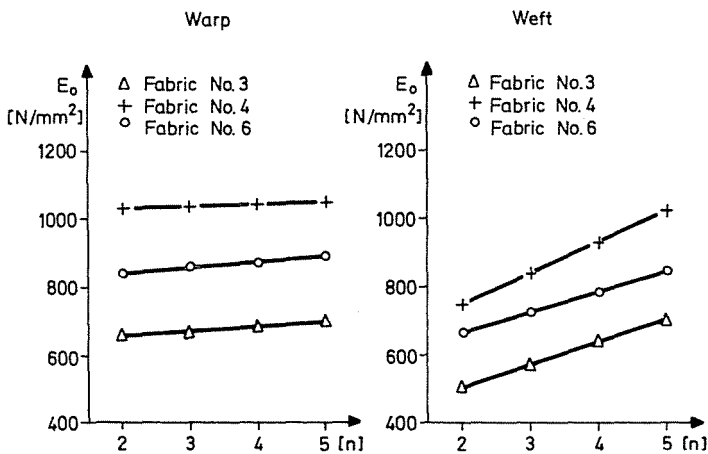 Warp
E₀
[N/mm²]
△ Fabric No.3
+ Fabric No.4
○ Fabric No.6
1200
1000
800
600
400
2 3 4 5 [n]
Weft
E₀
[N/mm²]
△ Fabric No.3
+ Fabric No.4
○ Fabric No.6
1200
1000
800
600
400
2 3 4 5 [n]